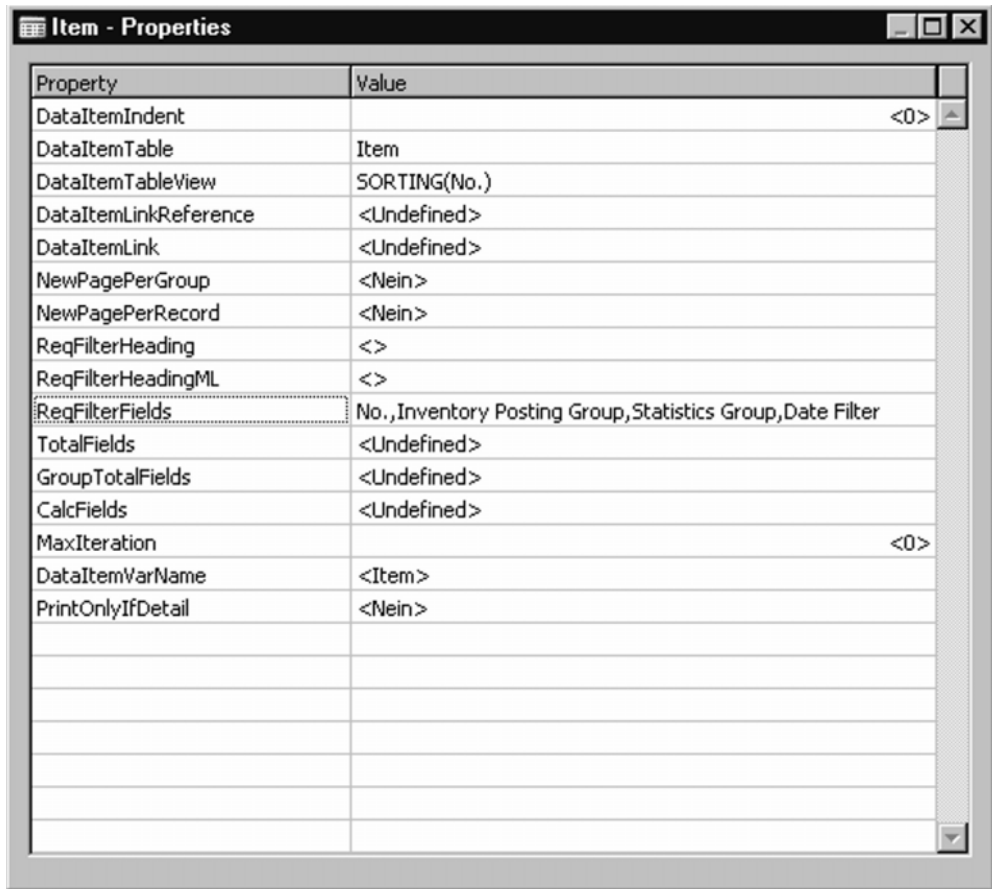 Item - Properties
Property Value
DataItemIndent <0>
DataItemTable Item
DataItemTableView SORTING(No.)
DataItemLinkReference <Undefined>
DataItemLink <Undefined>
NewPagePerGroup <Nein>
NewPagePerRecord <Nein>
ReqFilterHeading <>
ReqFilterHeadingML <>
ReqFilterFields No.,Inventory Posting Group,Statistics Group,Date Filter
TotalFields <Undefined>
GroupTotalFields <Undefined>
CalcFields <Undefined>
MaxIteration <0>
DataItemVarName <Item>
PrintOnlyIfDetail <Nein>